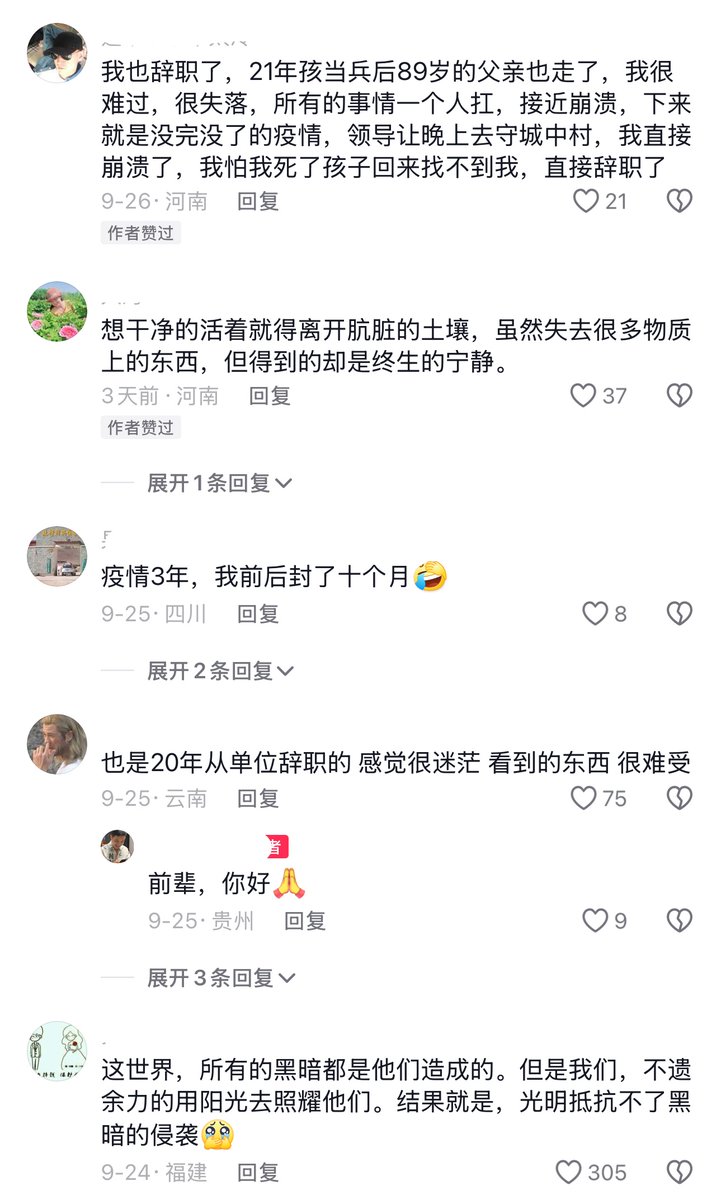 我也辞职了，21年孩当兵后89岁的父亲也走了，我很
难过，很失落，所有的事情一个人扛，接近崩溃，下来
就是没完没了的疫情，领导让晚上去守城中村，我直接
崩溃了，我怕我死了孩子回来找不到我，直接辞职了
9-26· 河南 回复 21
作者赞过
想干净的活着就得离开肮脏的土壤，虽然失去很多物质
上的东西，但得到的却是终生的宁静。
3天前 · 河南 回复 37
作者赞过
展开1条回复
疫情3年，我前后封了十个月🤣
9-25· 四川 回复 8
展开2条回复
也是20年从单位辞职的 感觉很迷茫 看到的东西 很难受
9-25· 云南 回复 75
者
前辈，你好🙏
9-25· 贵州 回复 9
展开3条回复
这世界，所有的黑暗都是他们造成的。但是我们，不遗
余力的用阳光去照耀他们。结果就是，光明抵抗不了黑
暗的侵袭🥹
9-24· 福建 回复 305